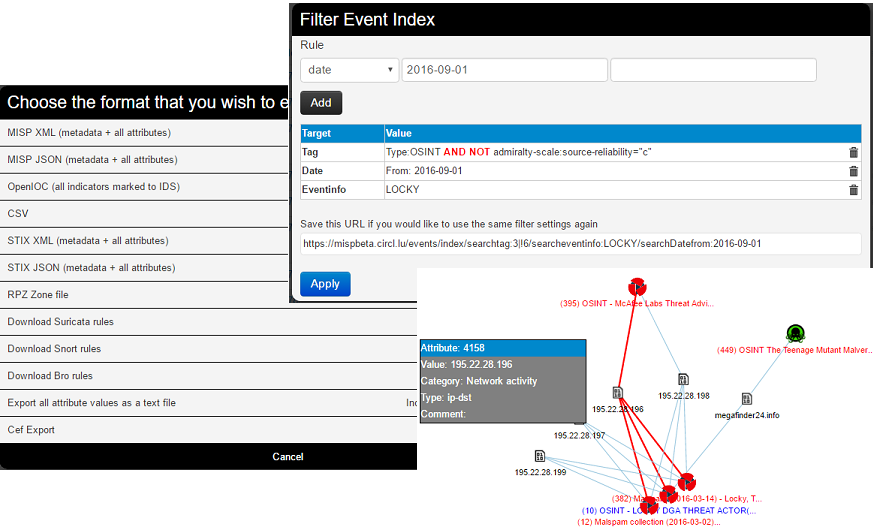 Filter Event Index
Rule
date 2016-09-01
Add
Target Value
Tag Type:OSINT AND NOT admiralty-scale:source-reliability="c"
Date From: 2016-09-01
Eventinfo LOCKY
Save this URL if you would like to use the same filter settings again
https://mispbeta.circl.lu/events/index/searchtag:3|!6/searcheventinfo:LOCKY/searchDatefrom:2016-09-01
Apply
Choose the format that you wish to e
MISP XML (metadata + all attributes)
MISP JSON (metadata + all attributes)
OpenIOC (all indicators marked to IDS)
CSV
STIX XML (metadata + all attributes)
STIX JSON (metadata + all attributes)
RPZ Zone file
Download Suricata rules
Download Snort rules
Download Bro rules
Export all attribute values as a text file Inc
Cef Export
Cancel
(395) OSINT - McAfee Labs Threat Advi...
(449) OSINT The Teenage Mutant Malver...
Attribute: 4158
Value: 195.22.28.196
Category: Network activity
Type: ip-dst
Comment:
195.22.28.196
195.22.28.198
megafinder24.info
195.22.28.197
195.22.28.199
(382) Ma (2016-03-14) - Locky, T...
(10) OSINT - LO DGA THREAT ACTOR(...
(12) Malspam collection (2016-03-02)...